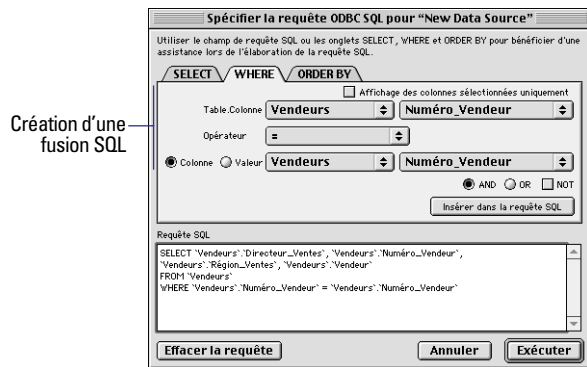 Spécifier la requête ODBC SQL pour “New Data Source”
Utiliser le champ de requête SQL ou les onglets SELECT, WHERE et ORDER BY pour bénéficier d'une
assistance lors de l'élaboration de la requête SQL.
SELECT WHERE ORDER BY
Affichage des colonnes sélectionnées uniquement
Création d’une
fusion SQL
Table.Colonne Vendeurs Numéro_Vendeur
Opérateur =
Colonne Valeur Vendeurs Numéro_Vendeur
AND OR NOT
Insérer dans la requête SQL
Requête SQL
SELECT `Vendeurs`.`Directeur_Ventes`, `Vendeurs`.`Numéro_Vendeur`,
`Vendeurs`.`Région_Ventes`, `Vendeurs`.`Vendeur`
FROM `Vendeurs`
WHERE `Vendeurs`.`Numéro_Vendeur` = `Vendeurs`.`Numéro_Vendeur`
Effacer la requête Annuler Exécuter